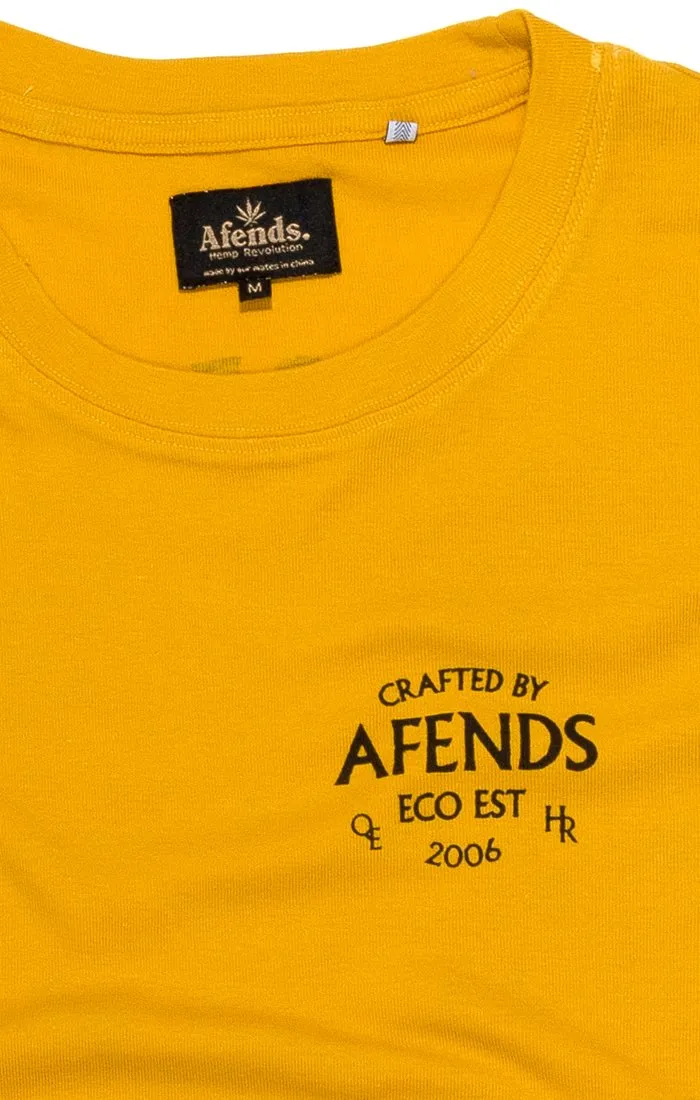 Afends.
Hemp Revolution
made by our mates in china
M
CRAFTED BY
AFENDS
ECO EST
OE HR
2006